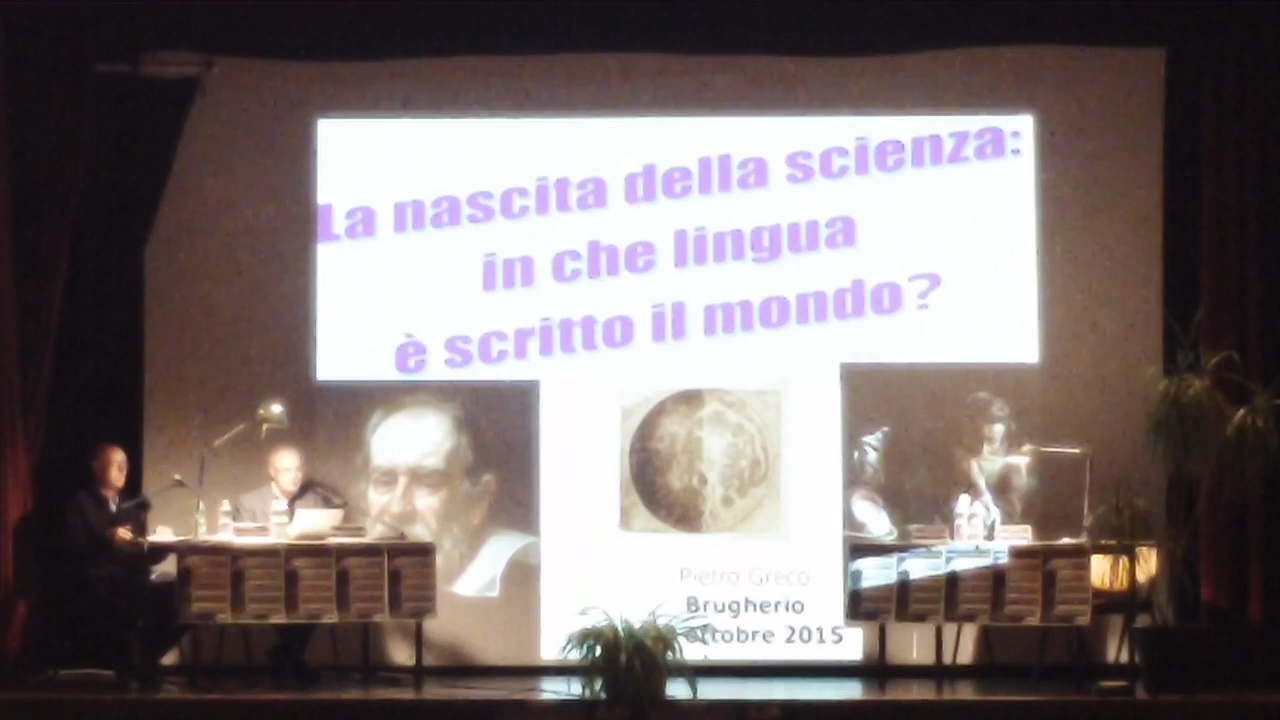 La nascita della scienza:
in che lingua
è scritto il mondo?
Pietro Greco
Brugherio
ottobre 2015